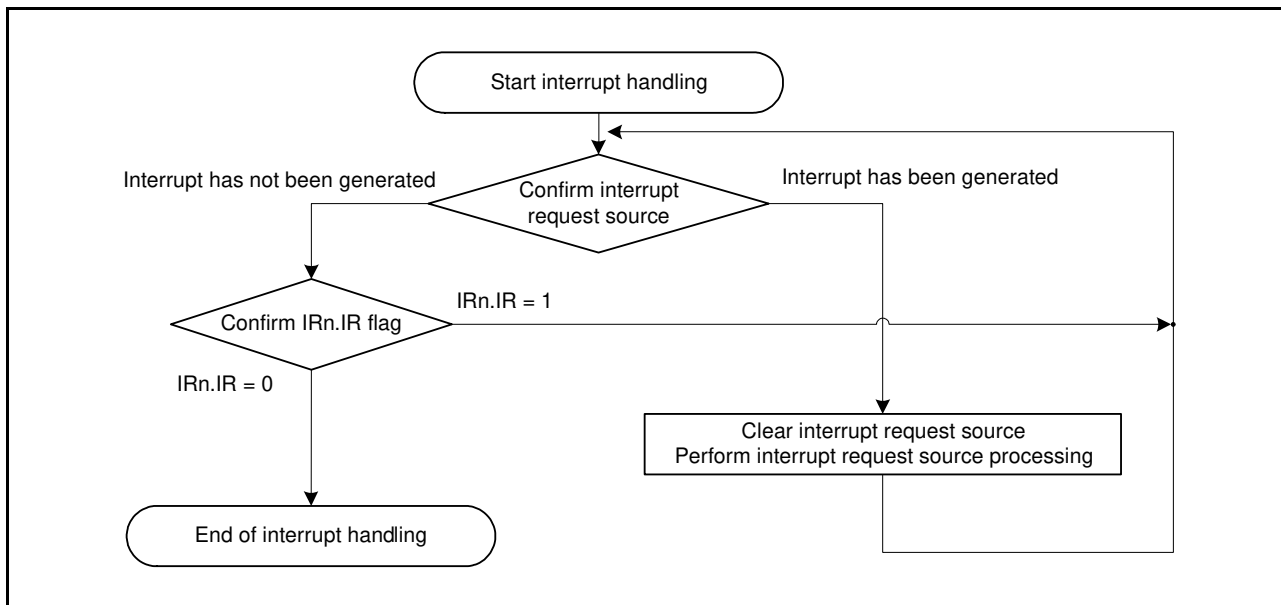 Start interrupt handling
Interrupt has not been generated
Interrupt has been generated
Confirm interrupt
request source
IRn.IR = 1
Confirm IRn.IR flag
IRn.IR = 0
Clear interrupt request source
Perform interrupt request source processing
End of interrupt handling